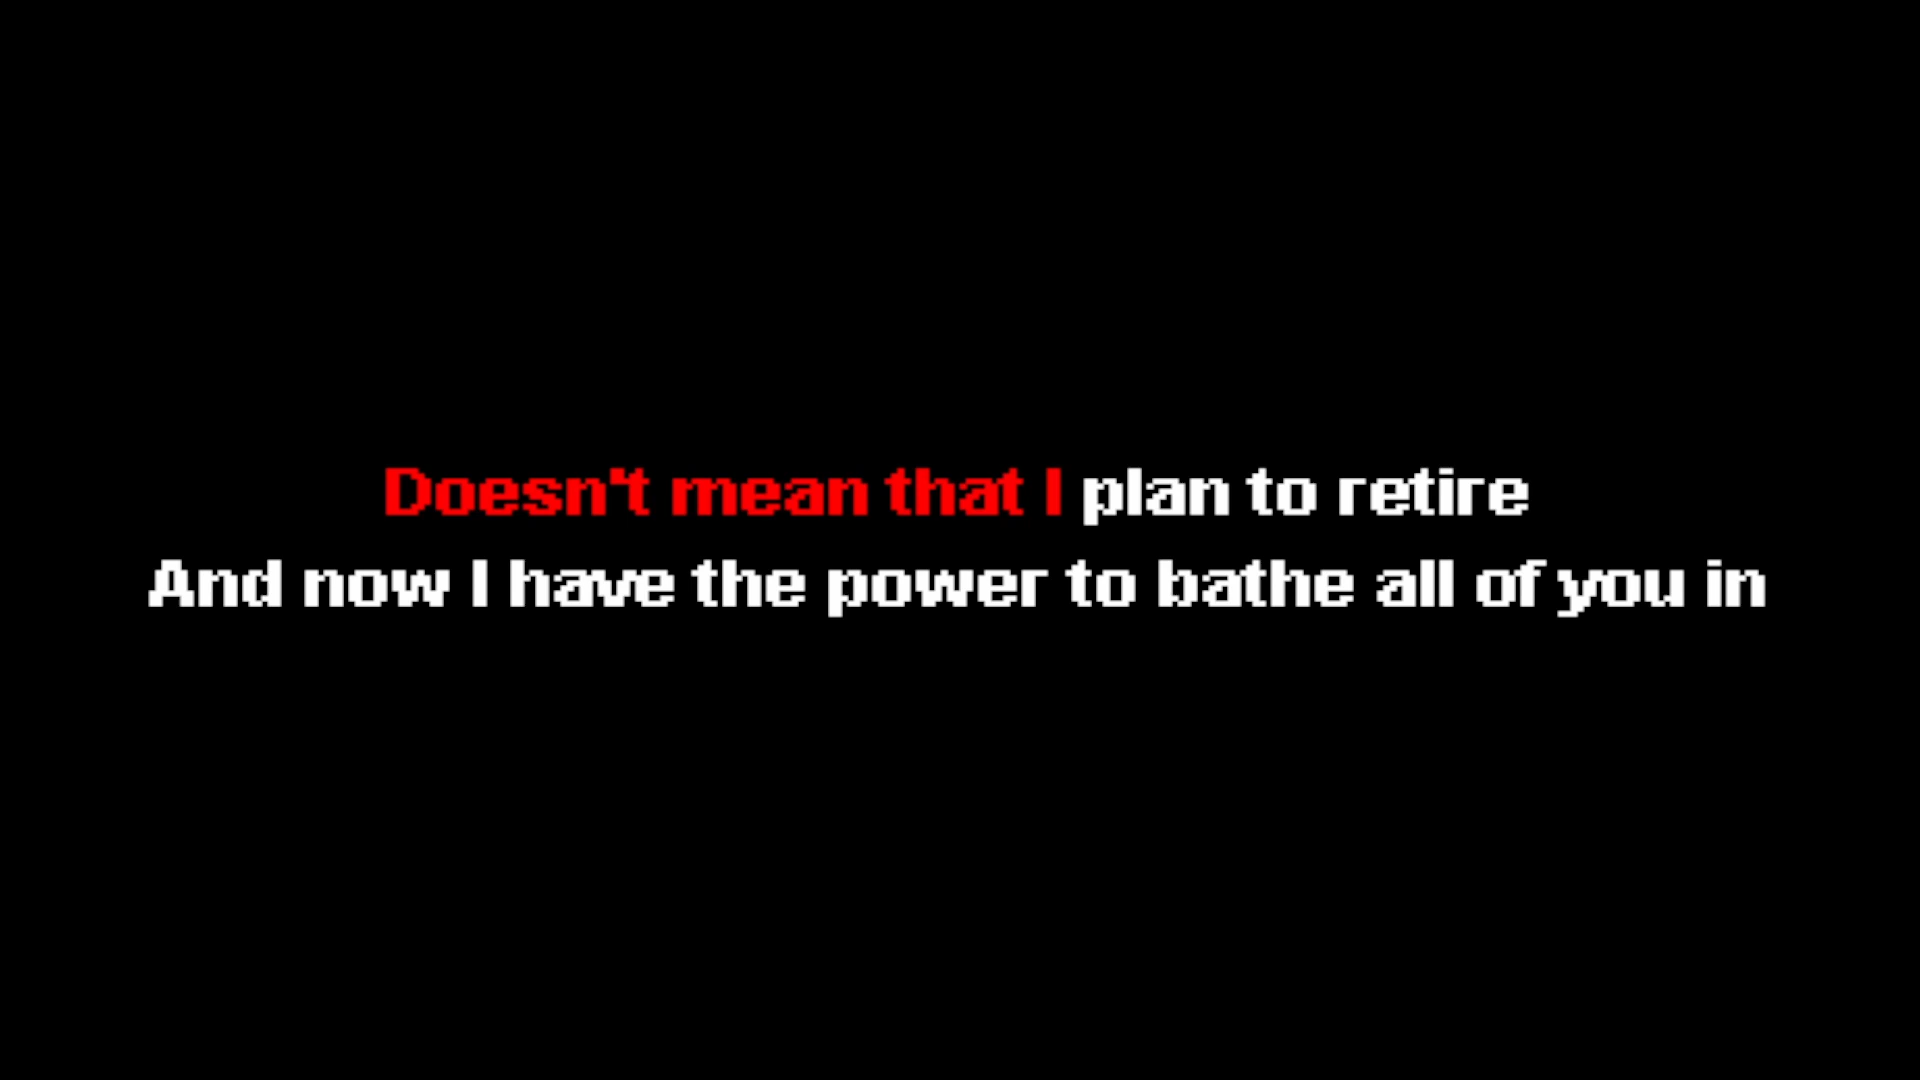 Doesn't mean that I plan to retire
And now I have the power to bathe all of you in